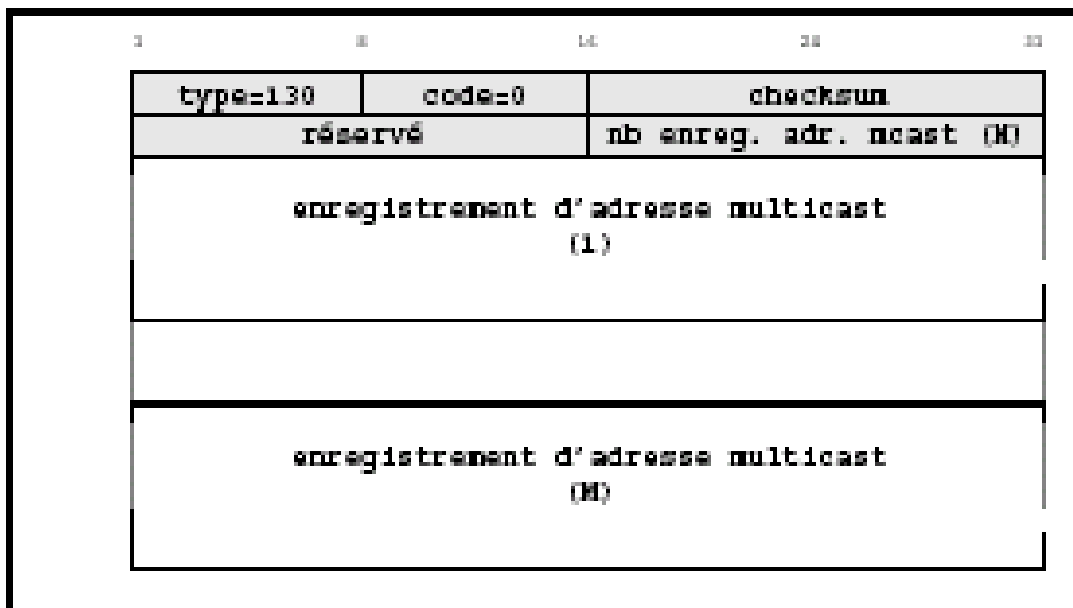 type=130 code=0 checksum
réservé nb enreg. adr. mcast (M)
enregistrement d'adresse multicast
(1)
enregistrement d'adresse multicast
(M)